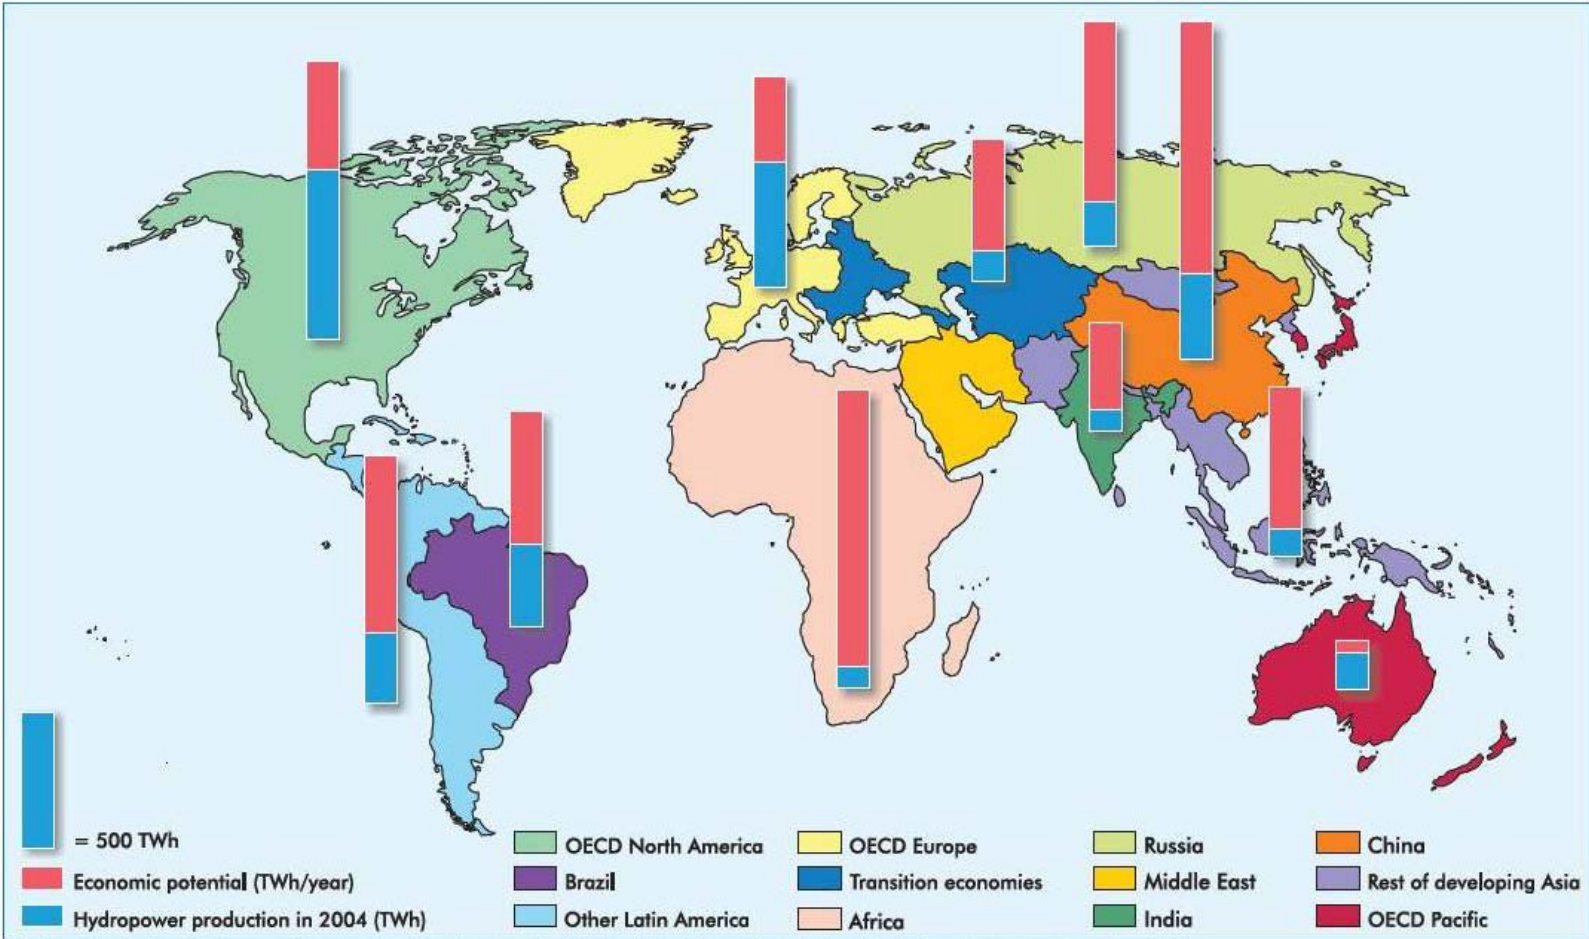 = 500 TWh
Economic potential (TWh/year)
Hydropower production in 2004 (TWh)
OECD North America
Brazil
Other Latin America
OECD Europe
Transition economies
Africa
Russia
Middle East
India
China
Rest of developing Asia
OECD Pacific